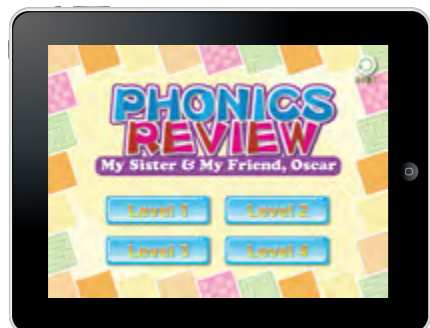 PHONICS
REVIEW
My Sister & My Friend, Oscar
Level 1 Level 2
Level 3 Level 4